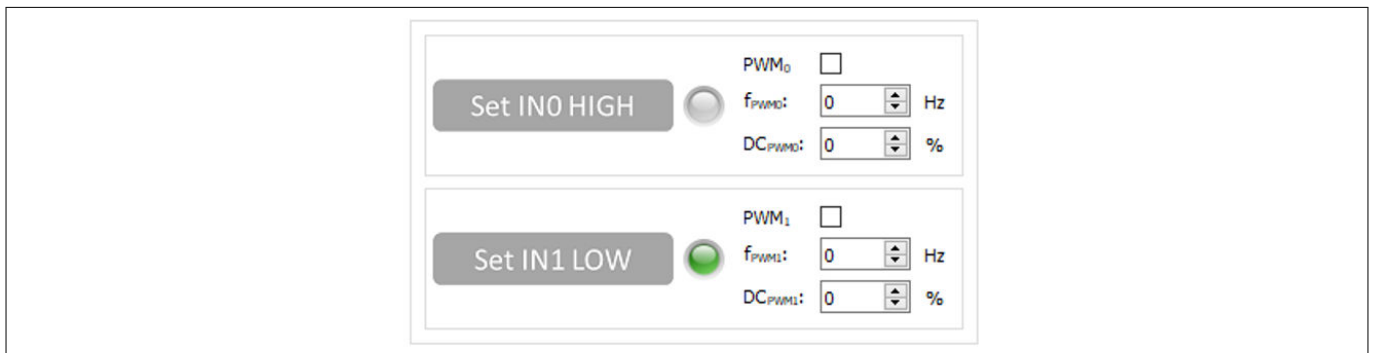 PWM₀
Set IN0 HIGH
fPWM0: 0 Hz
DCPWM0: 0 %
PWM₁
Set IN1 LOW
fPWM1: 0 Hz
DCPWM1: 0 %